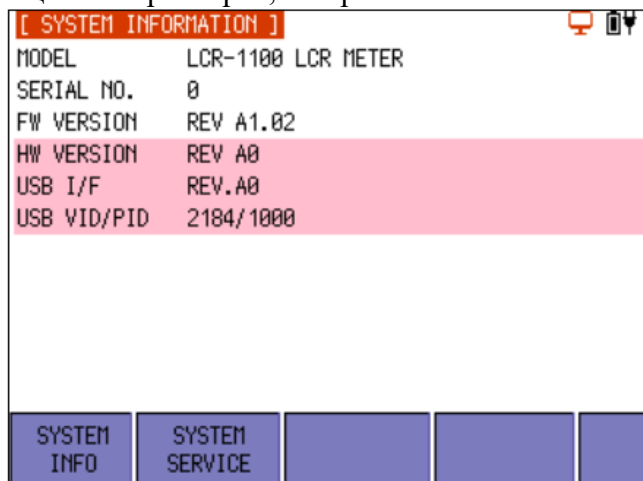 [ SYSTEM INFORMATION ]
MODEL LCR-1100 LCR METER
SERIAL NO. 0
FW VERSION REV A1.02
HW VERSION REV A0
USB I/F REV.A0
USB VID/PID 2184/1000
SYSTEM INFO
SYSTEM SERVICE